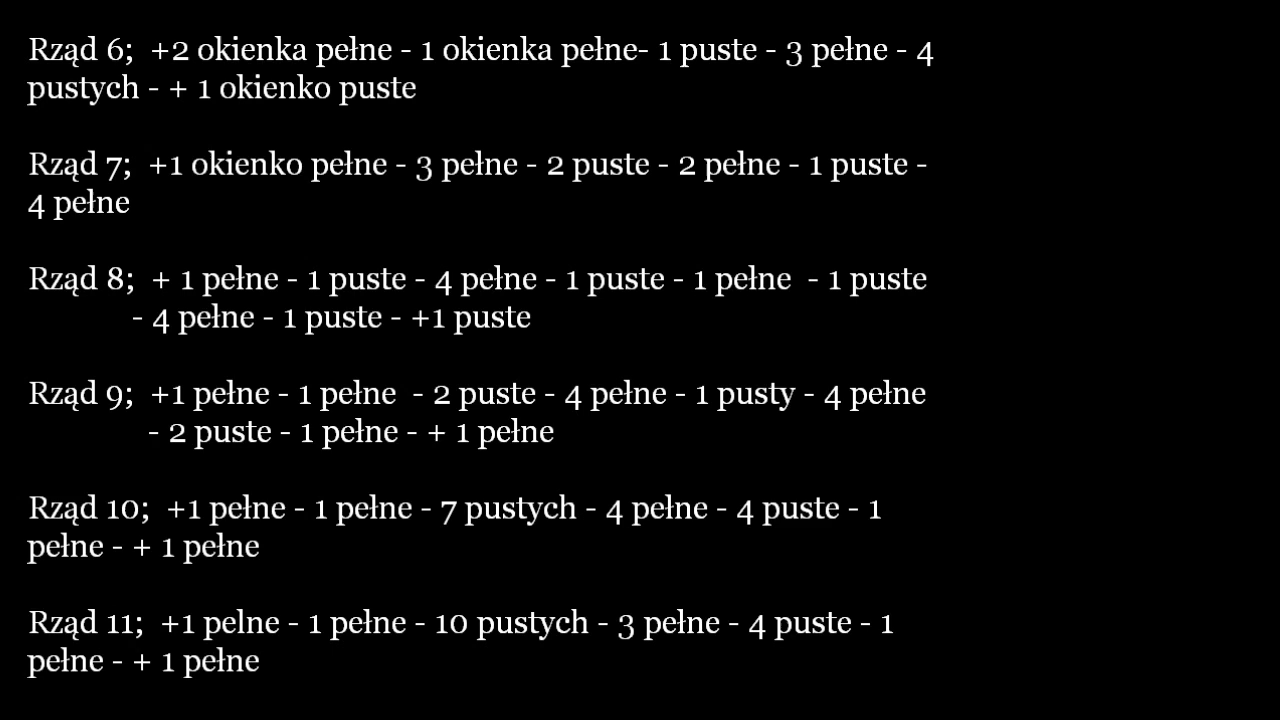 Rząd 6;  +2 okienka pełne - 1 okienka pełne- 1 puste - 3 pełne - 4
pustych - + 1 okienko puste
Rząd 7;  +1 okienko pełne - 3 pełne - 2 puste - 2 pełne - 1 puste -
4 pełne
Rząd 8;  + 1 pełne - 1 puste - 4 pełne - 1 puste - 1 pełne  - 1 puste
- 4 pełne - 1 puste - +1 puste
Rząd 9;  +1 pełne - 1 pełne  - 2 puste - 4 pełne - 1 pusty - 4 pełne
- 2 puste - 1 pełne - + 1 pełne
Rząd 10;  +1 pełne - 1 pełne - 7 pustych - 4 pełne - 4 puste - 1
pełne - + 1 pełne
Rząd 11;  +1 pelne - 1 pełne - 10 pustych - 3 pełne - 4 puste - 1
pełne - + 1 pełne